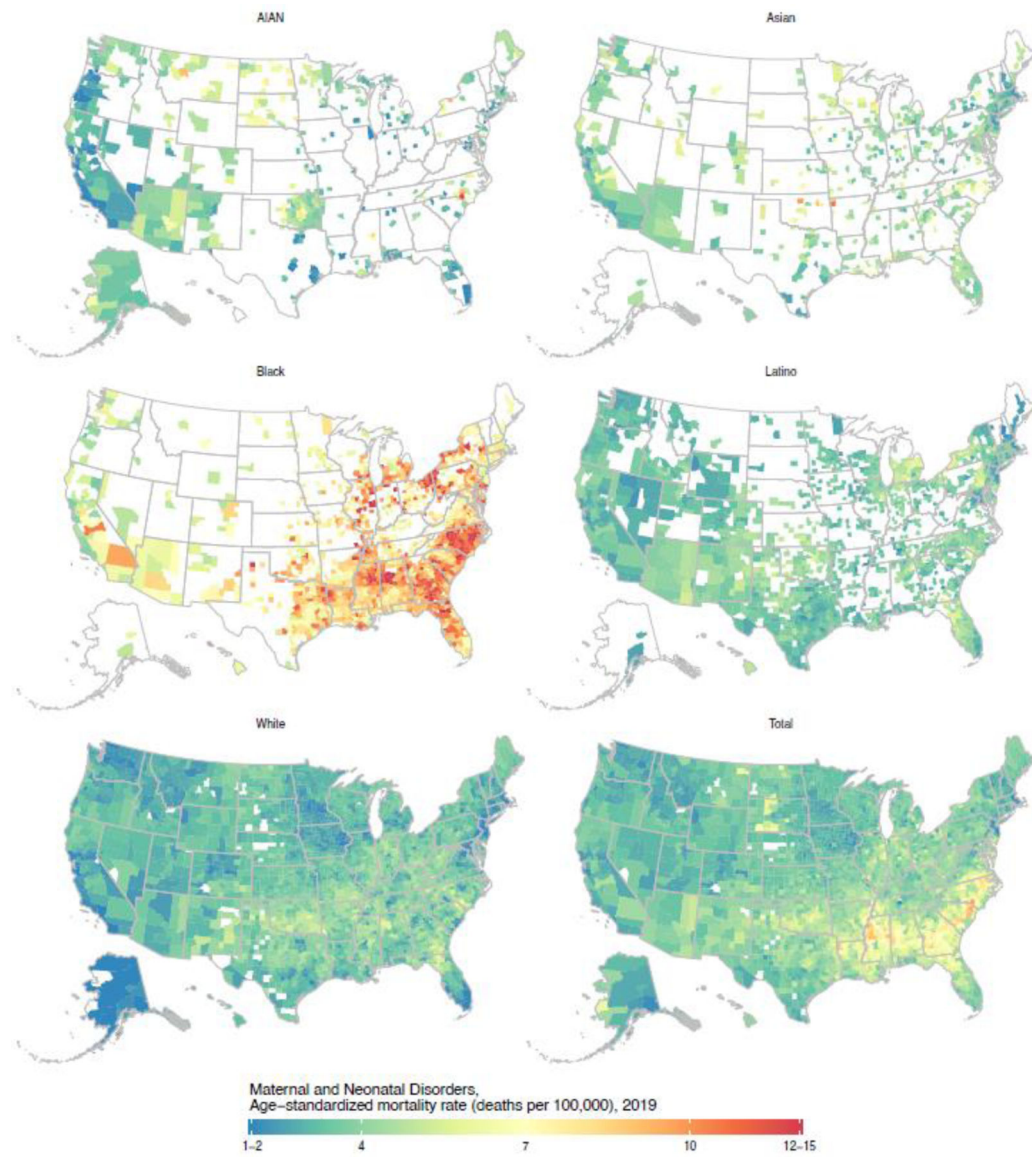 AIAN
Asian
Black
Latino
White
Total
Maternal and Neonatal Disorders,
Age-standardized mortality rate (deaths per 100,000), 2019
1–2 4 7 10 12–15